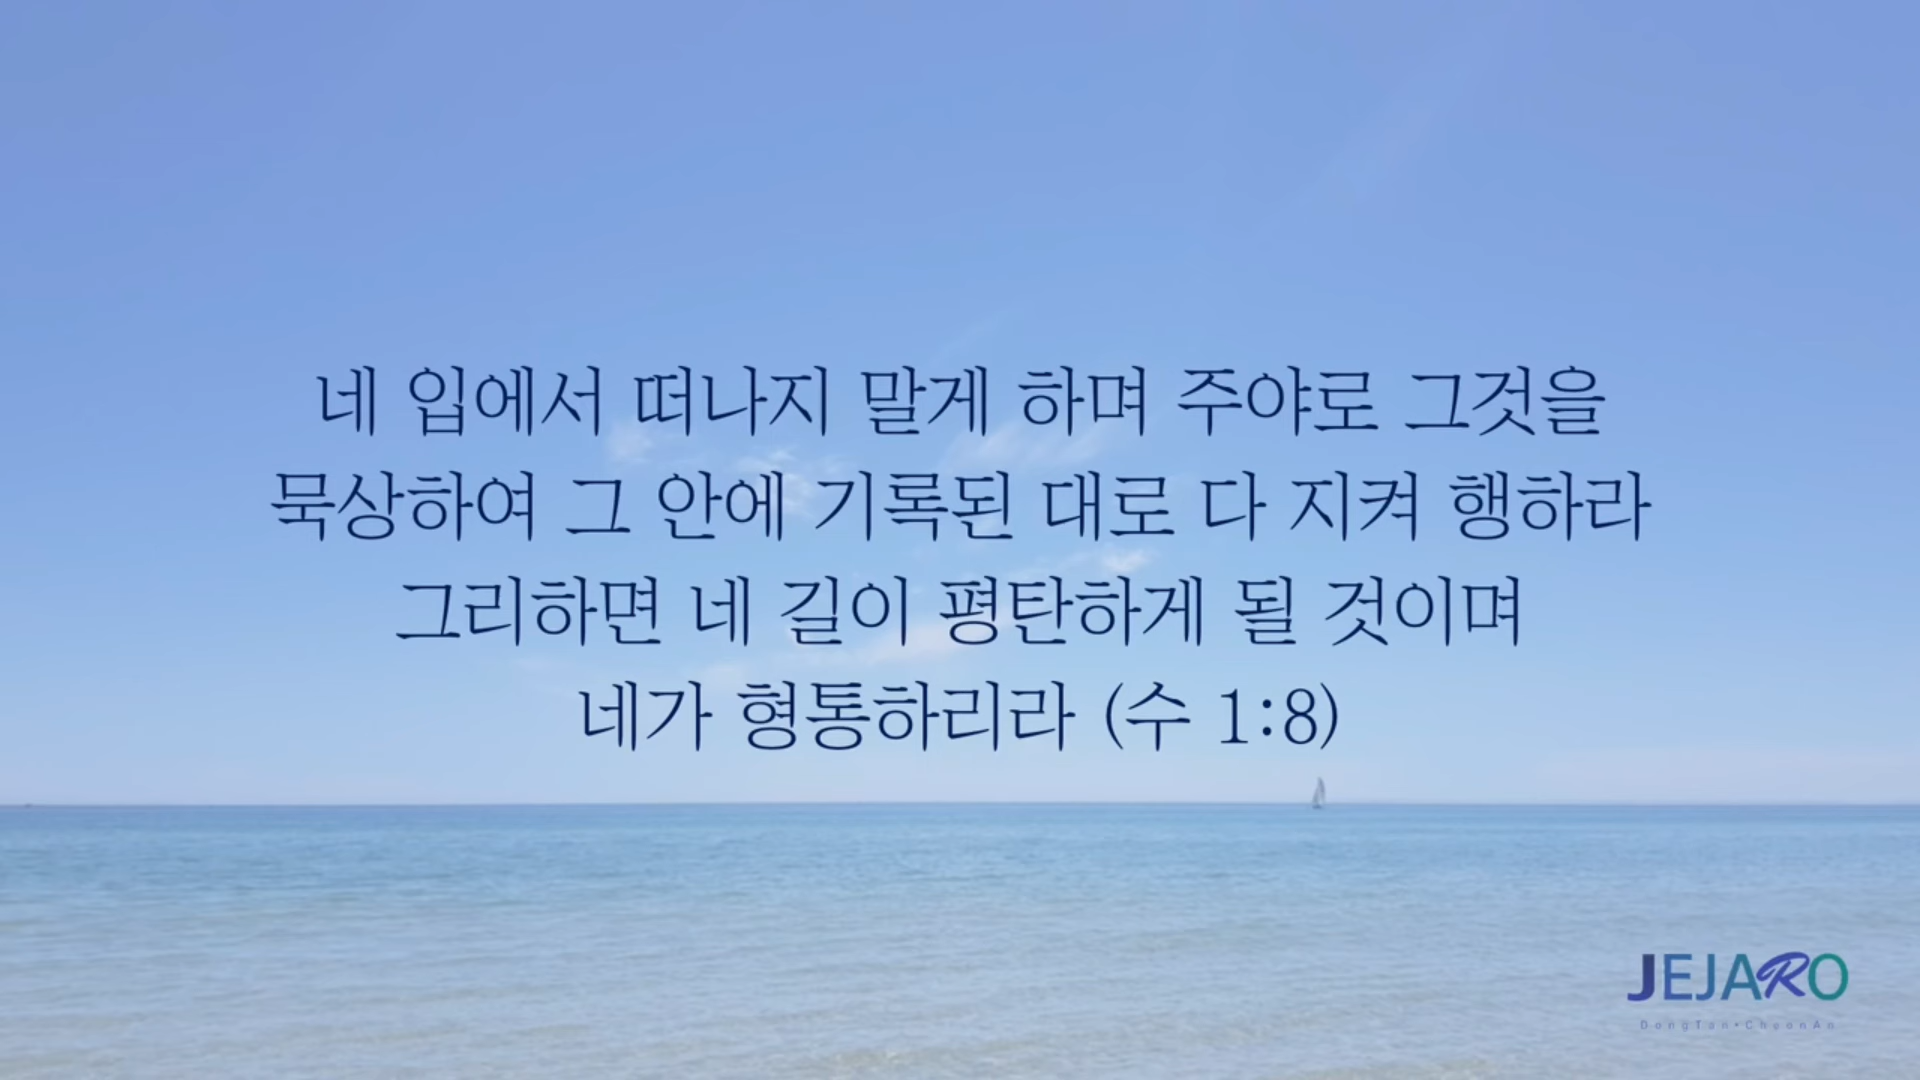 네 입에서 떠나지 말게 하며 주야로 그것을
묵상하여 그 안에 기록된 대로 다 지켜 행하라
그리하면 네 길이 평탄하게 될 것이며
네가 형통하리라 (수 1:8)
JEJARO
DongTan•CheonAn